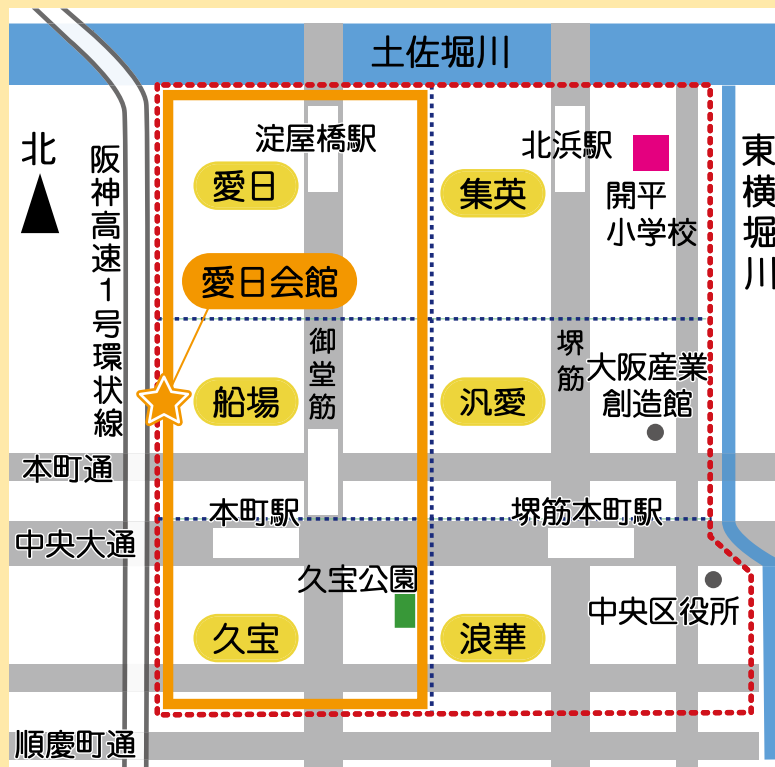 土佐堀川
北
淀屋橋駅
北浜駅
阪神高速1号環状線
愛日
集英
開平
小学校
東横堀川
愛日会館
御堂筋
堺筋
大阪産業
創造館
船場
汎愛
本町通
本町駅
堺筋本町駅
中央大通
久宝公園
中央区役所
久宝
浪華
順慶町通